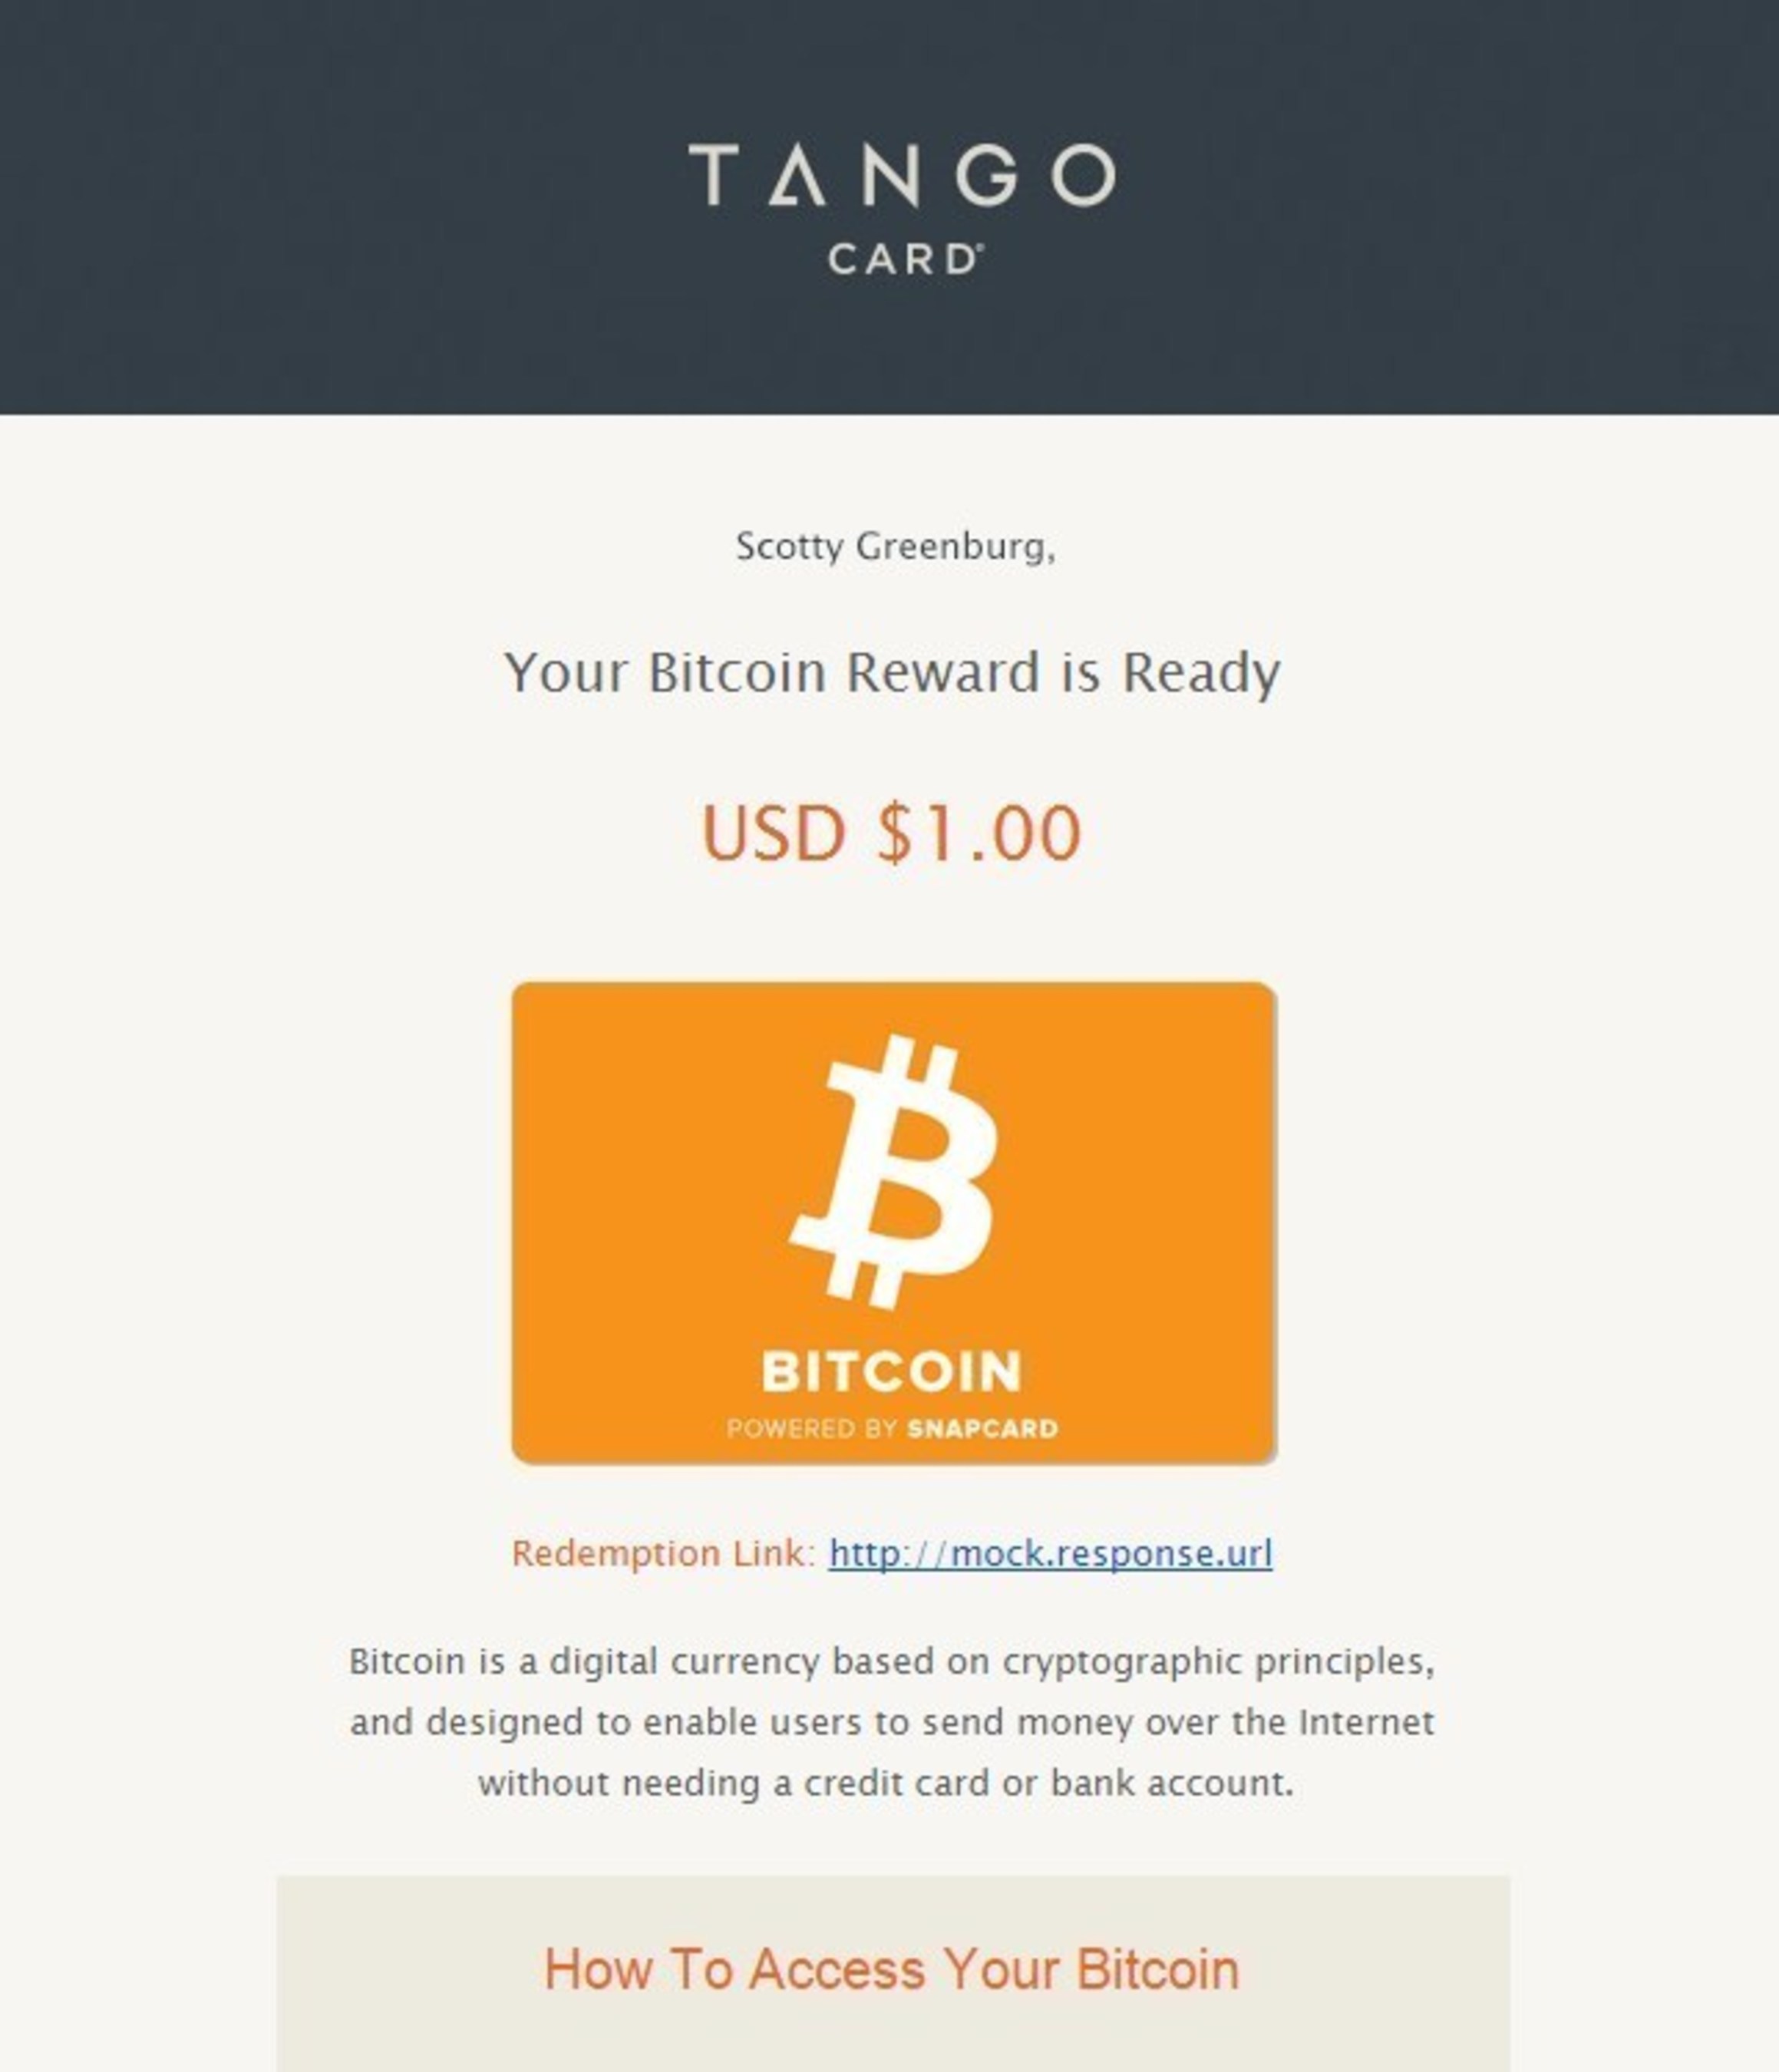 TANGO
CARD®
Scotty Greenburg,
Your Bitcoin Reward is Ready
USD $1.00
BITCOIN
POWERED BY SNAPCARD
Redemption Link: http://mock.response.url
Bitcoin is a digital currency based on cryptographic principles,
and designed to enable users to send money over the Internet
without needing a credit card or bank account.
How To Access Your Bitcoin